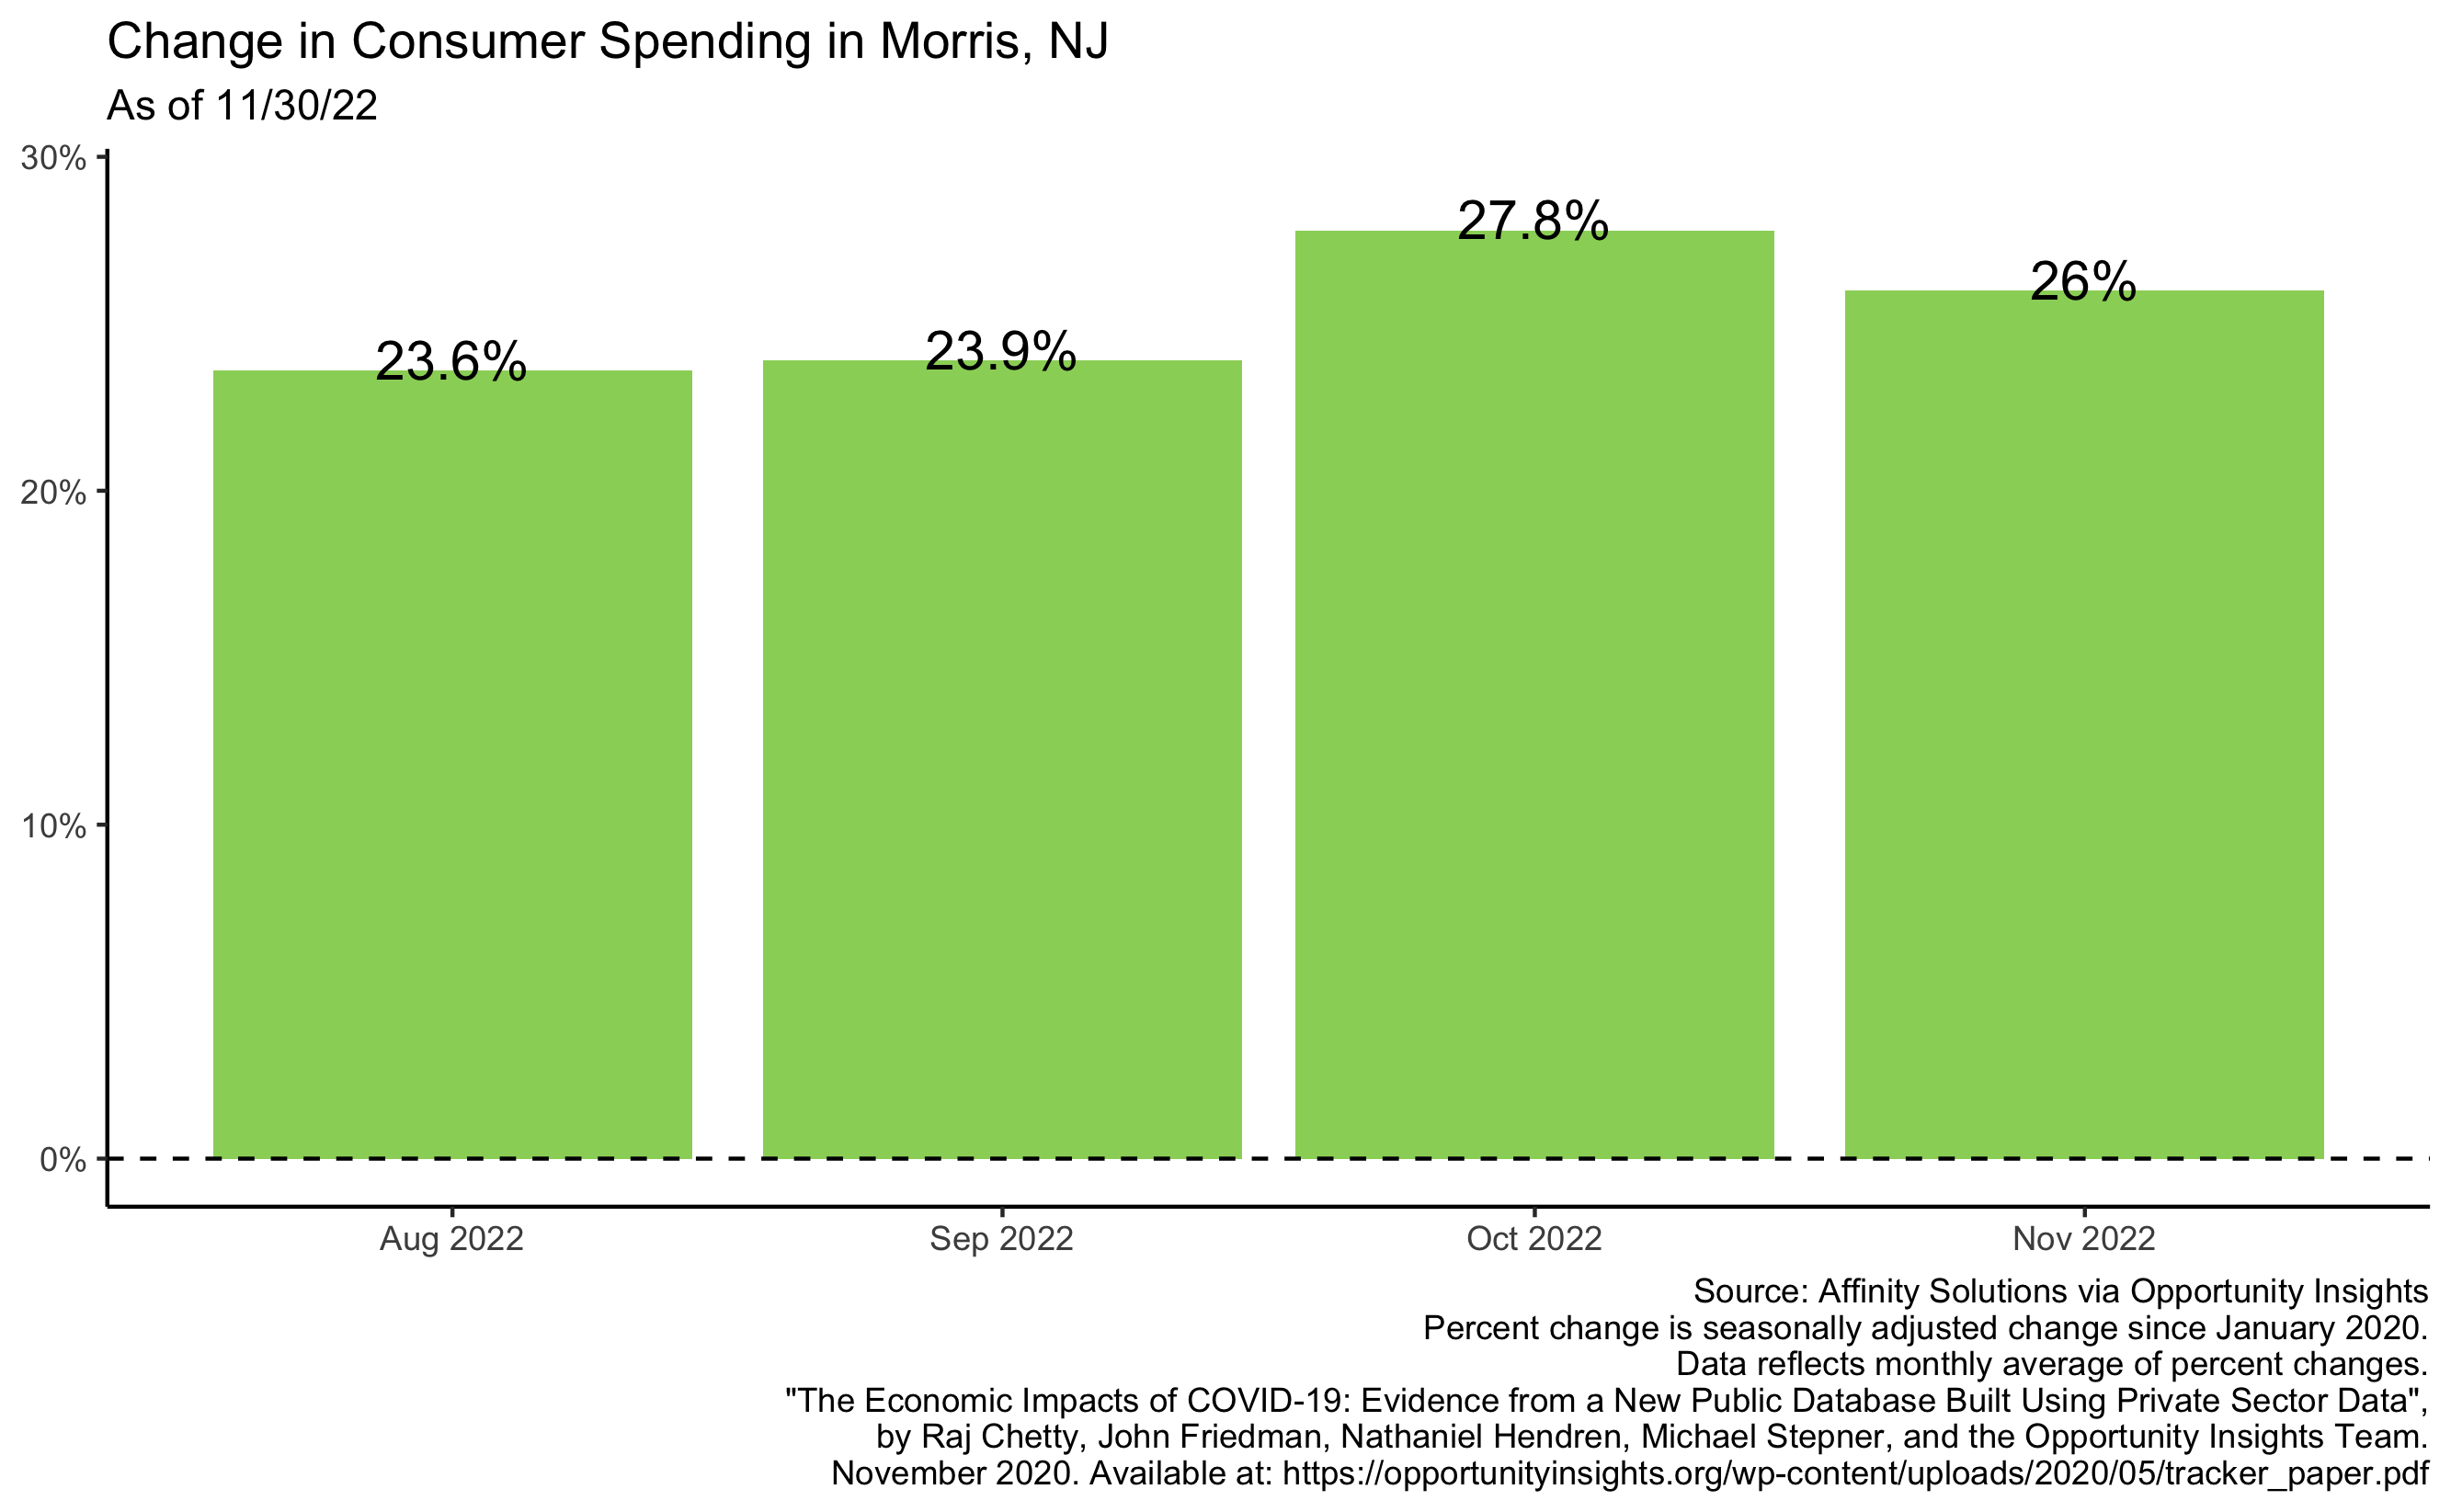 Change in Consumer Spending in Morris, NJ
As of 11/30/22
30%
20%
10%
0%
23.6%
23.9%
27.8%
26%
Aug 2022
Sep 2022
Oct 2022
Nov 2022
Source: Affinity Solutions via Opportunity Insights
Percent change is seasonally adjusted change since January 2020.
Data reflects monthly average of percent changes.
"The Economic Impacts of COVID-19: Evidence from a New Public Database Built Using Private Sector Data",
by Raj Chetty, John Friedman, Nathaniel Hendren, Michael Stepner, and the Opportunity Insights Team.
November 2020. Available at: https://opportunityinsights.org/wp-content/uploads/2020/05/tracker_paper.pdf